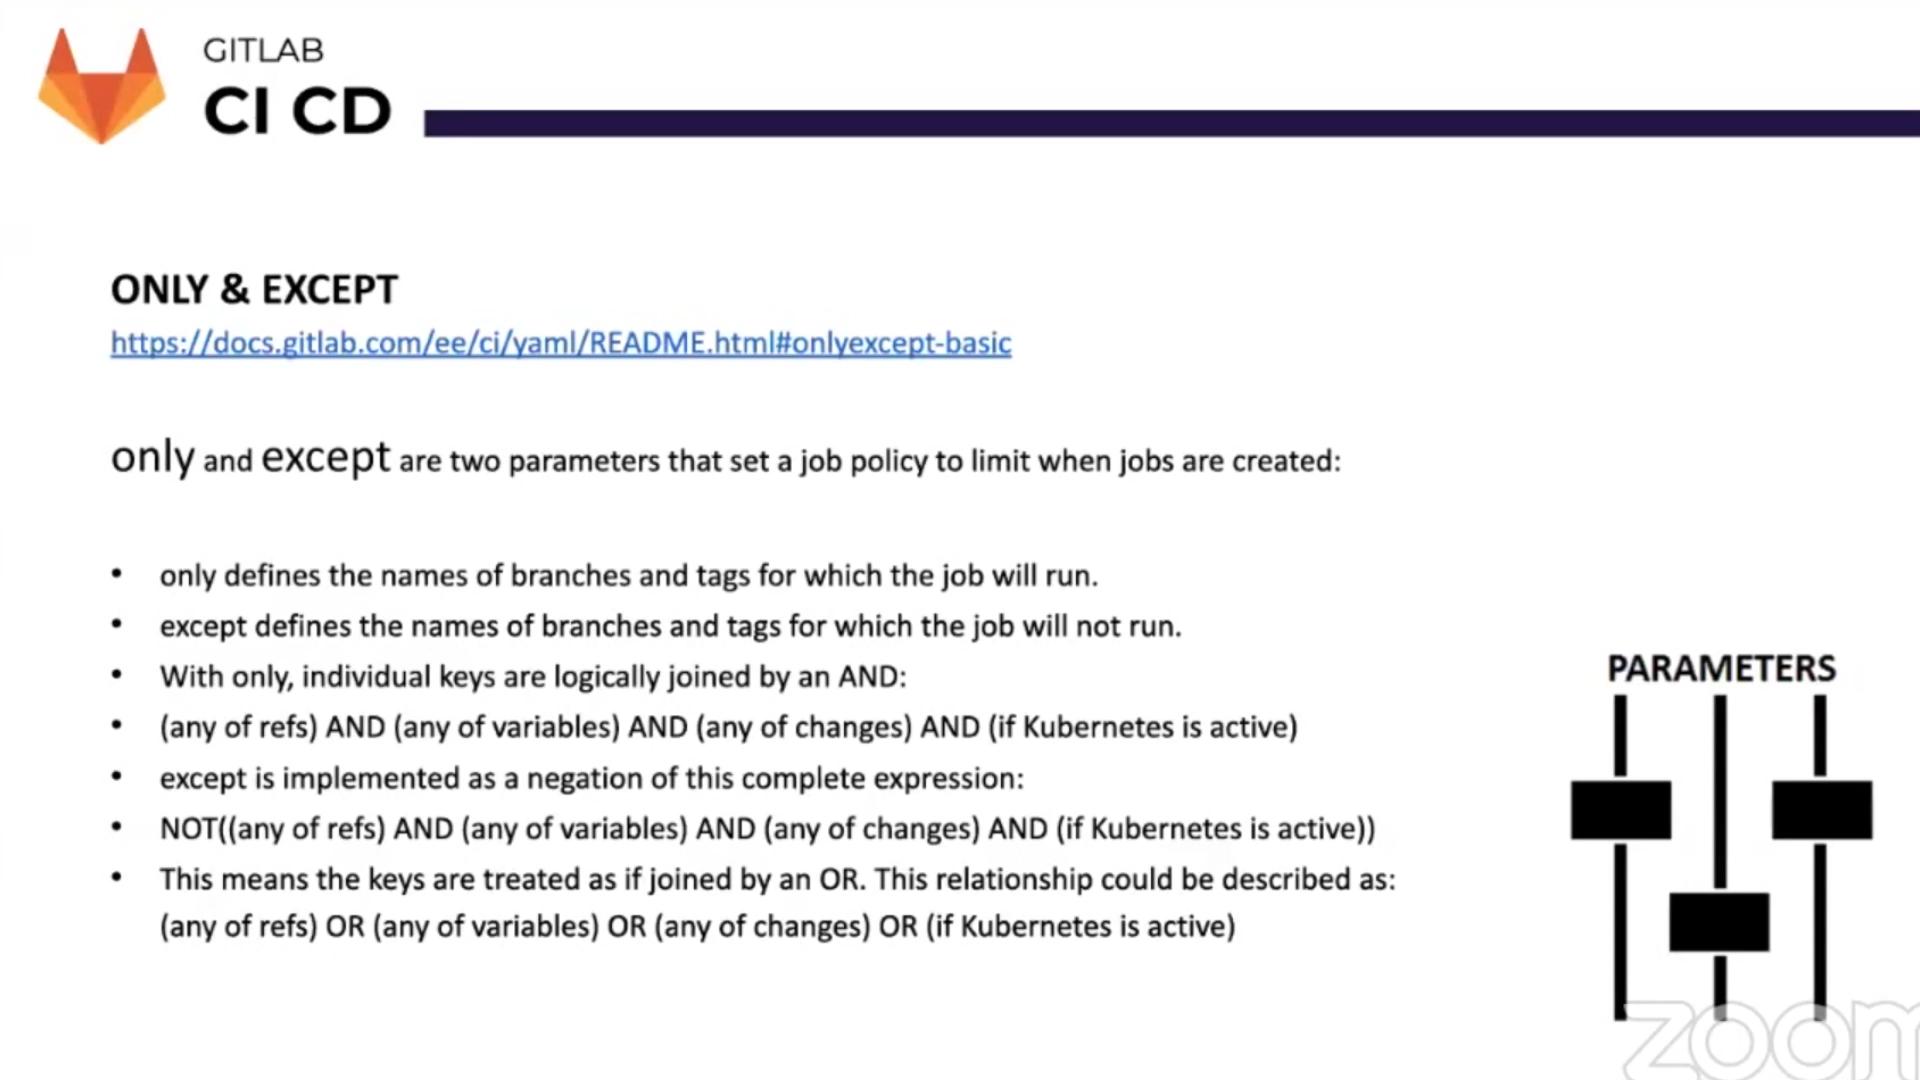 GITLAB
CI CD
ONLY & EXCEPT
https://docs.gitlab.com/ee/ci/yaml/README.html#onlyexcept-basic
only and except are two parameters that set a job policy to limit when jobs are created:
• only defines the names of branches and tags for which the job will run.
• except defines the names of branches and tags for which the job will not run.
• With only, individual keys are logically joined by an AND:
• (any of refs) AND (any of variables) AND (any of changes) AND (if Kubernetes is active)
• except is implemented as a negation of this complete expression:
• NOT((any of refs) AND (any of variables) AND (any of changes) AND (if Kubernetes is active))
• This means the keys are treated as if joined by an OR. This relationship could be described as:
(any of refs) OR (any of variables) OR (any of changes) OR (if Kubernetes is active)
PARAMETERS
zoom